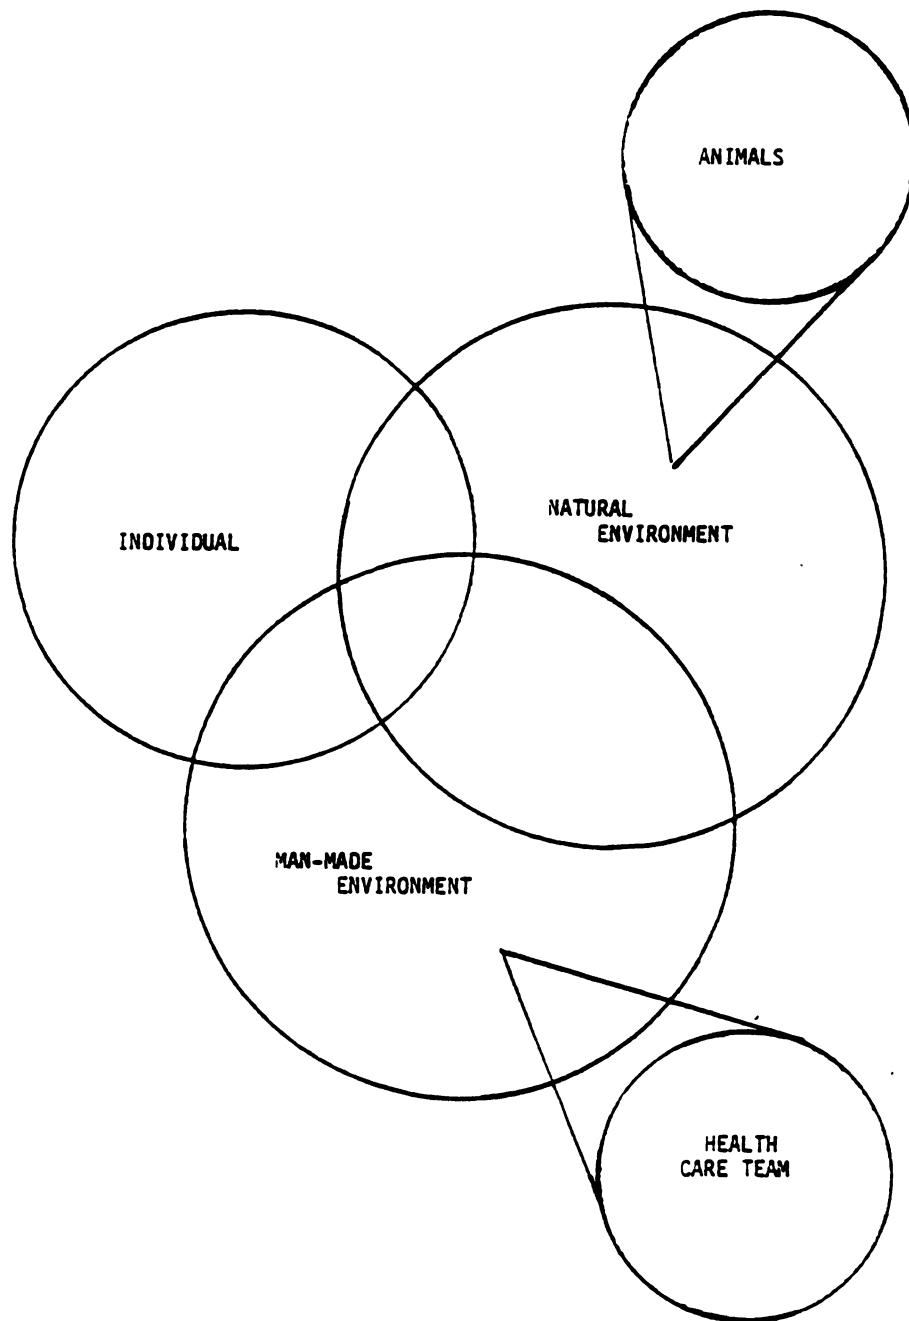 ANIMALS
NATURAL
ENVIRONMENT
INDIVIDUAL
MAN-MADE
ENVIRONMENT
HEALTH
CARE TEAM